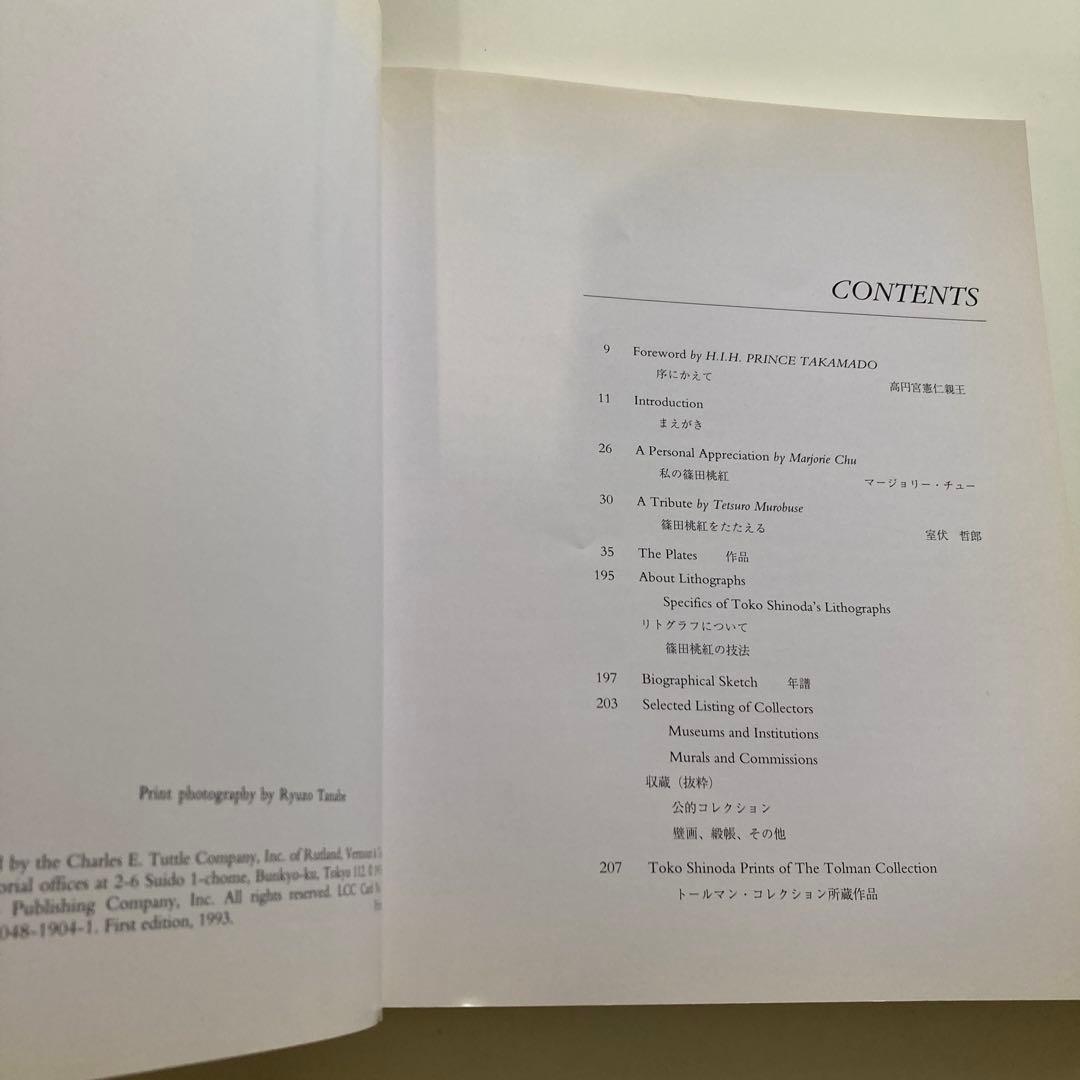 Print photography by Ryuzo Tanabe
by the Charles E. Tuttle Company, Inc. of Rutland, Vermont
orial offices at 2-6 Suido 1-chome, Bunkyo-ku, Tokyo 112
Publishing Company, Inc. All rights reserved. LCC
048-1904-1. First edition, 1993.
CONTENTS
9 Foreword by H.I.H. PRINCE TAKAMADO
序にかえて 高円宮憲仁親王
11 Introduction
まえがき
26 A Personal Appreciation by Marjorie Chu
私の篠田桃紅 マージョリー・チュー
30 A Tribute by Tetsuro Murobuse
篠田桃紅をたたえる 室伏 哲郎
35 The Plates 作品
195 About Lithographs
Specifics of Toko Shinoda's Lithographs
リトグラフについて
篠田桃紅の技法
197 Biographical Sketch 年譜
203 Selected Listing of Collectors
Museums and Institutions
Murals and Commissions
収蔵（抜粋）
公的コレクション
壁画、緞帳、その他
207 Toko Shinoda Prints of The Tolman Collection
トールマン・コレクション所蔵作品